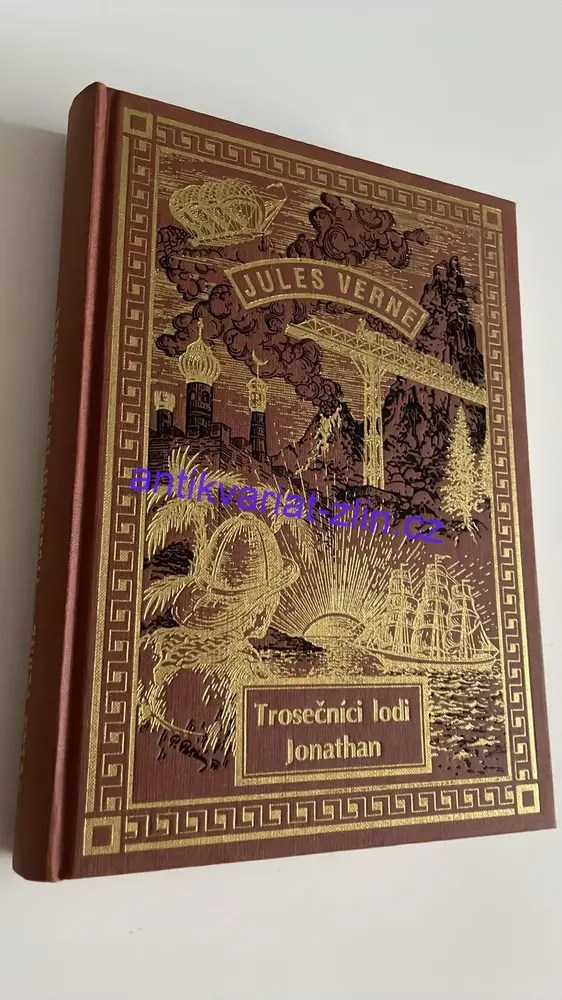 JULES VERNE
antikvariat-zlin.cz
Trosečníci lodi
Jonathan